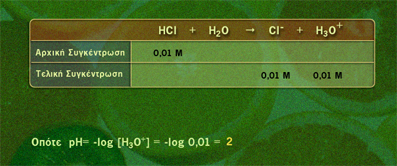 HCl + H₂O → Cl⁻ + H₃O⁺
Αρχική Συγκέντρωση 0,01 M
Τελική Συγκέντρωση 0,01 M 0,01 M
Οπότε pH= -log [H₃O⁺] = -log 0,01 = 2